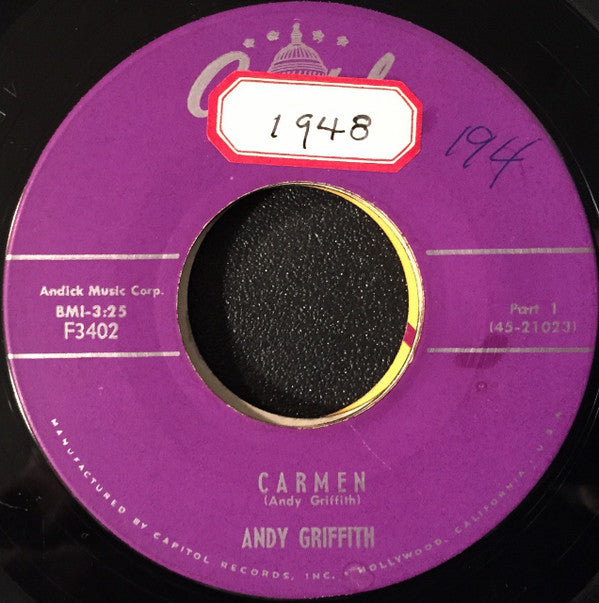 1948
194
Andick Music Corp.
BMI-3:25
F3402
Part 1
(45-21023)
CARMEN
(Andy Griffith)
ANDY GRIFFITH
MANUFACTURED BY CAPITOL RECORDS, INC. • HOLLYWOOD, CALIFORNIA, U.S.A.